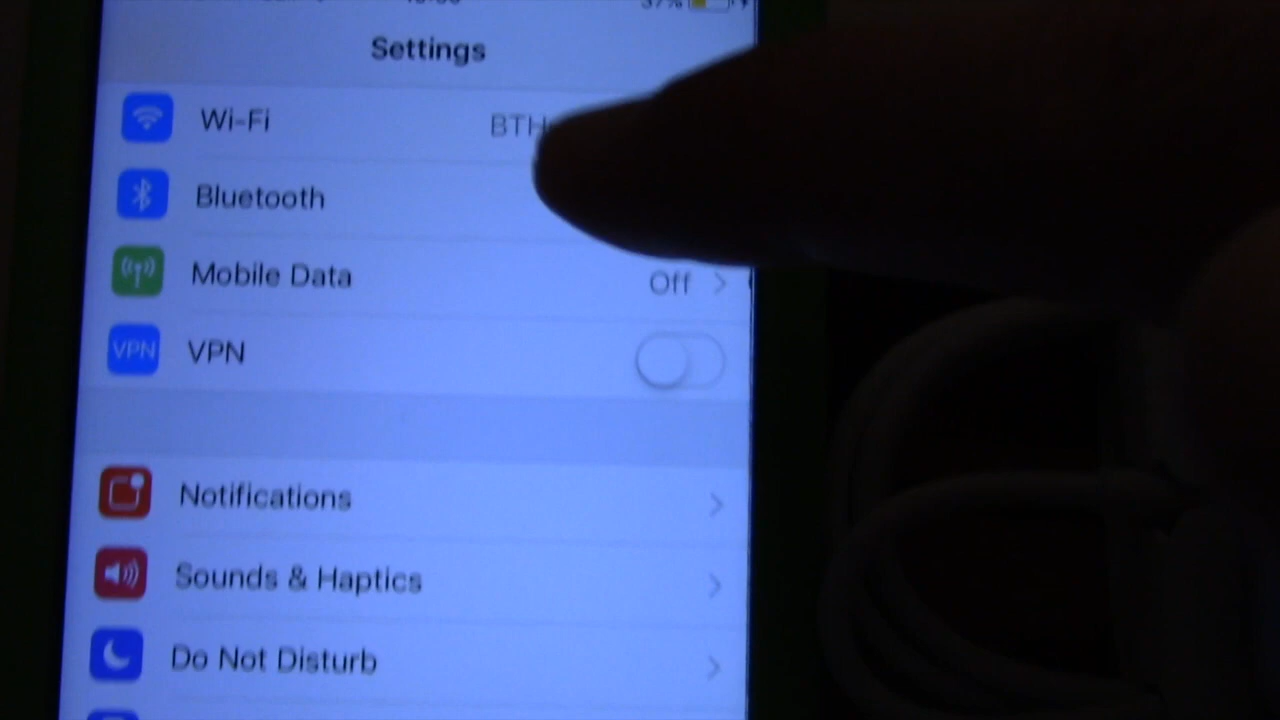 Settings
Wi-Fi BTH
Bluetooth
Mobile Data Off
VPN VPN
Notifications
Sounds & Haptics
Do Not Disturb